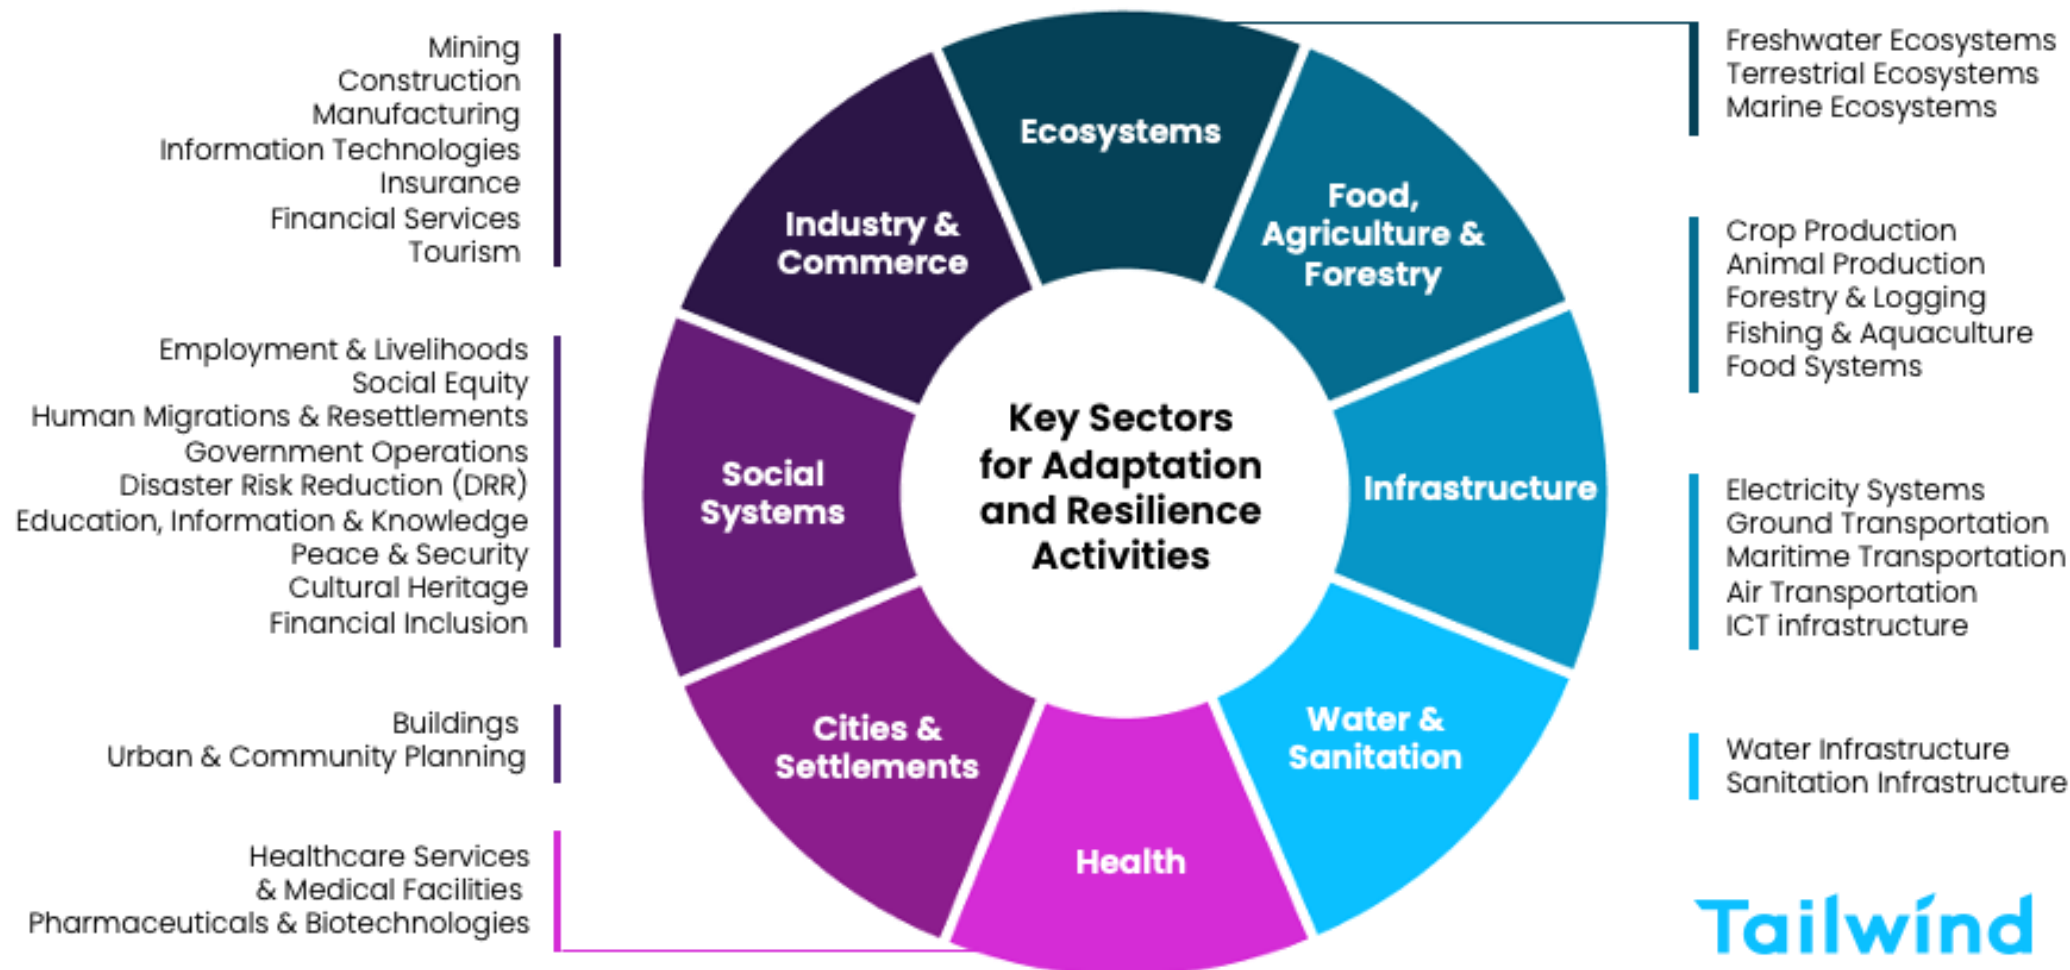 Mining
Construction
Manufacturing
Information Technologies
Insurance
Financial Services
Tourism
Employment & Livelihoods
Social Equity
Human Migrations & Resettlements
Government Operations
Disaster Risk Reduction (DRR)
Education, Information & Knowledge
Peace & Security
Cultural Heritage
Financial Inclusion
Buildings
Urban & Community Planning
Healthcare Services
& Medical Facilities
Pharmaceuticals & Biotechnologies
Ecosystems
Food,
Agriculture &
Forestry
Infrastructure
Water &
Sanitation
Health
Cities &
Settlements
Social
Systems
Industry &
Commerce
Key Sectors
for Adaptation
and Resilience
Activities
Freshwater Ecosystems
Terrestrial Ecosystems
Marine Ecosystems
Crop Production
Animal Production
Forestry & Logging
Fishing & Aquaculture
Food Systems
Electricity Systems
Ground Transportation
Maritime Transportation
Air Transportation
ICT infrastructure
Water Infrastructure
Sanitation Infrastructure
Tailwind